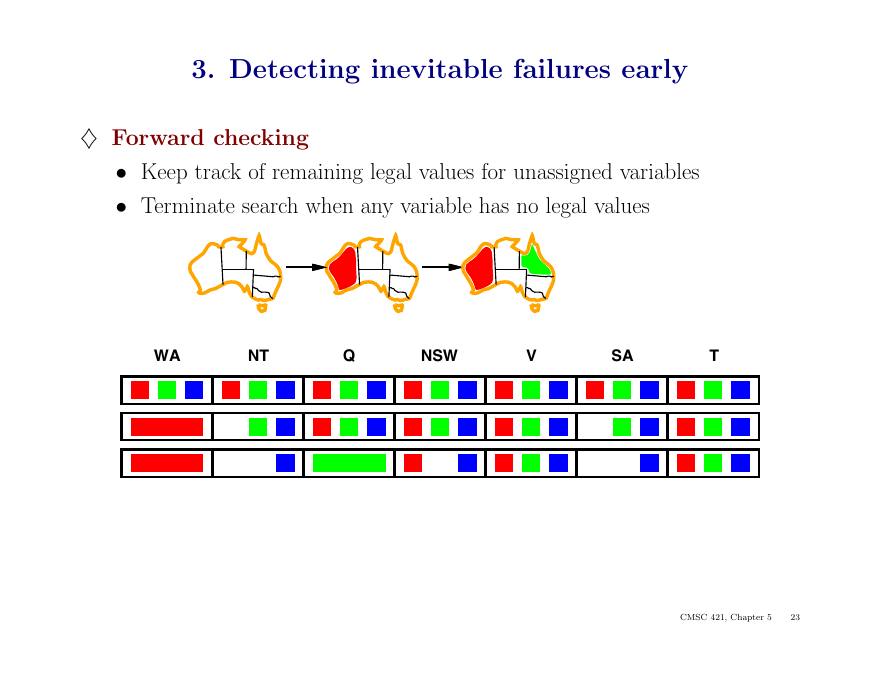 3. Detecting inevitable failures early
♢ Forward checking
• Keep track of remaining legal values for unassigned variables
• Terminate search when any variable has no legal values
WA NT Q NSW V SA T
CMSC 421, Chapter 5 23